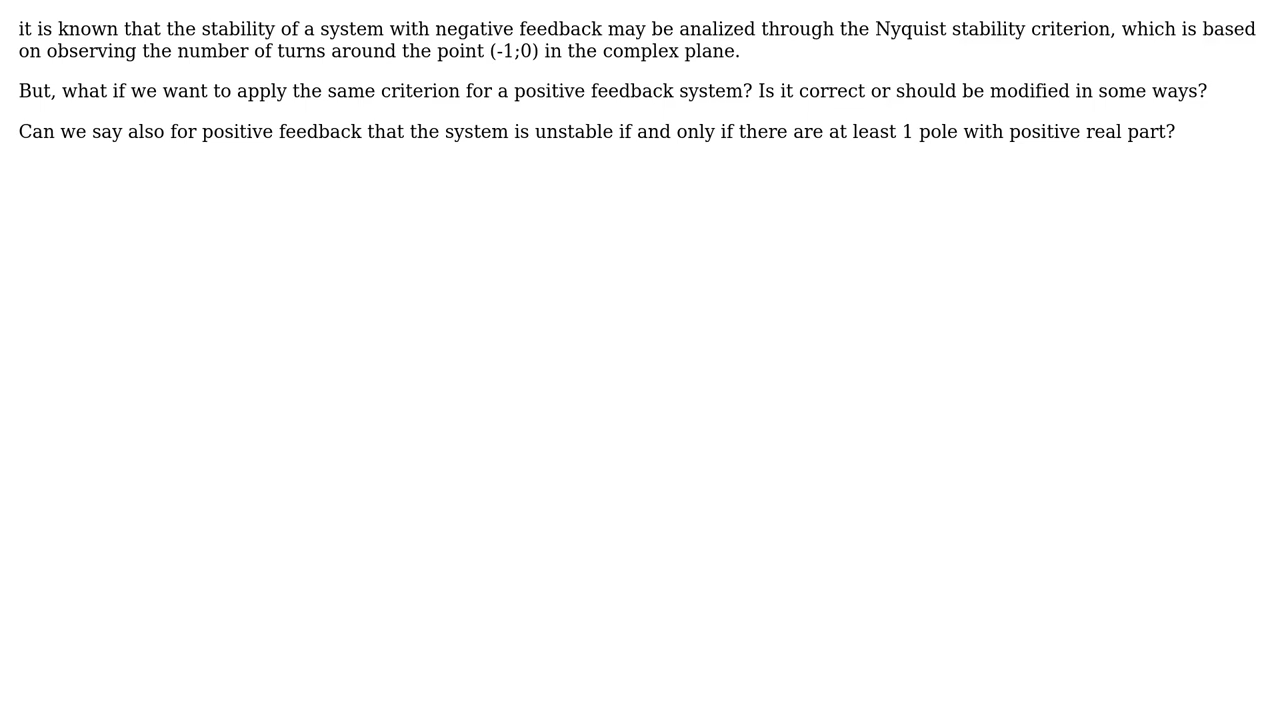 it is known that the stability of a system with negative feedback may be analized through the Nyquist stability criterion, which is based
on observing the number of turns around the point (-1;0) in the complex plane.
But, what if we want to apply the same criterion for a positive feedback system? Is it correct or should be modified in some ways?
Can we say also for positive feedback that the system is unstable if and only if there are at least 1 pole with positive real part?